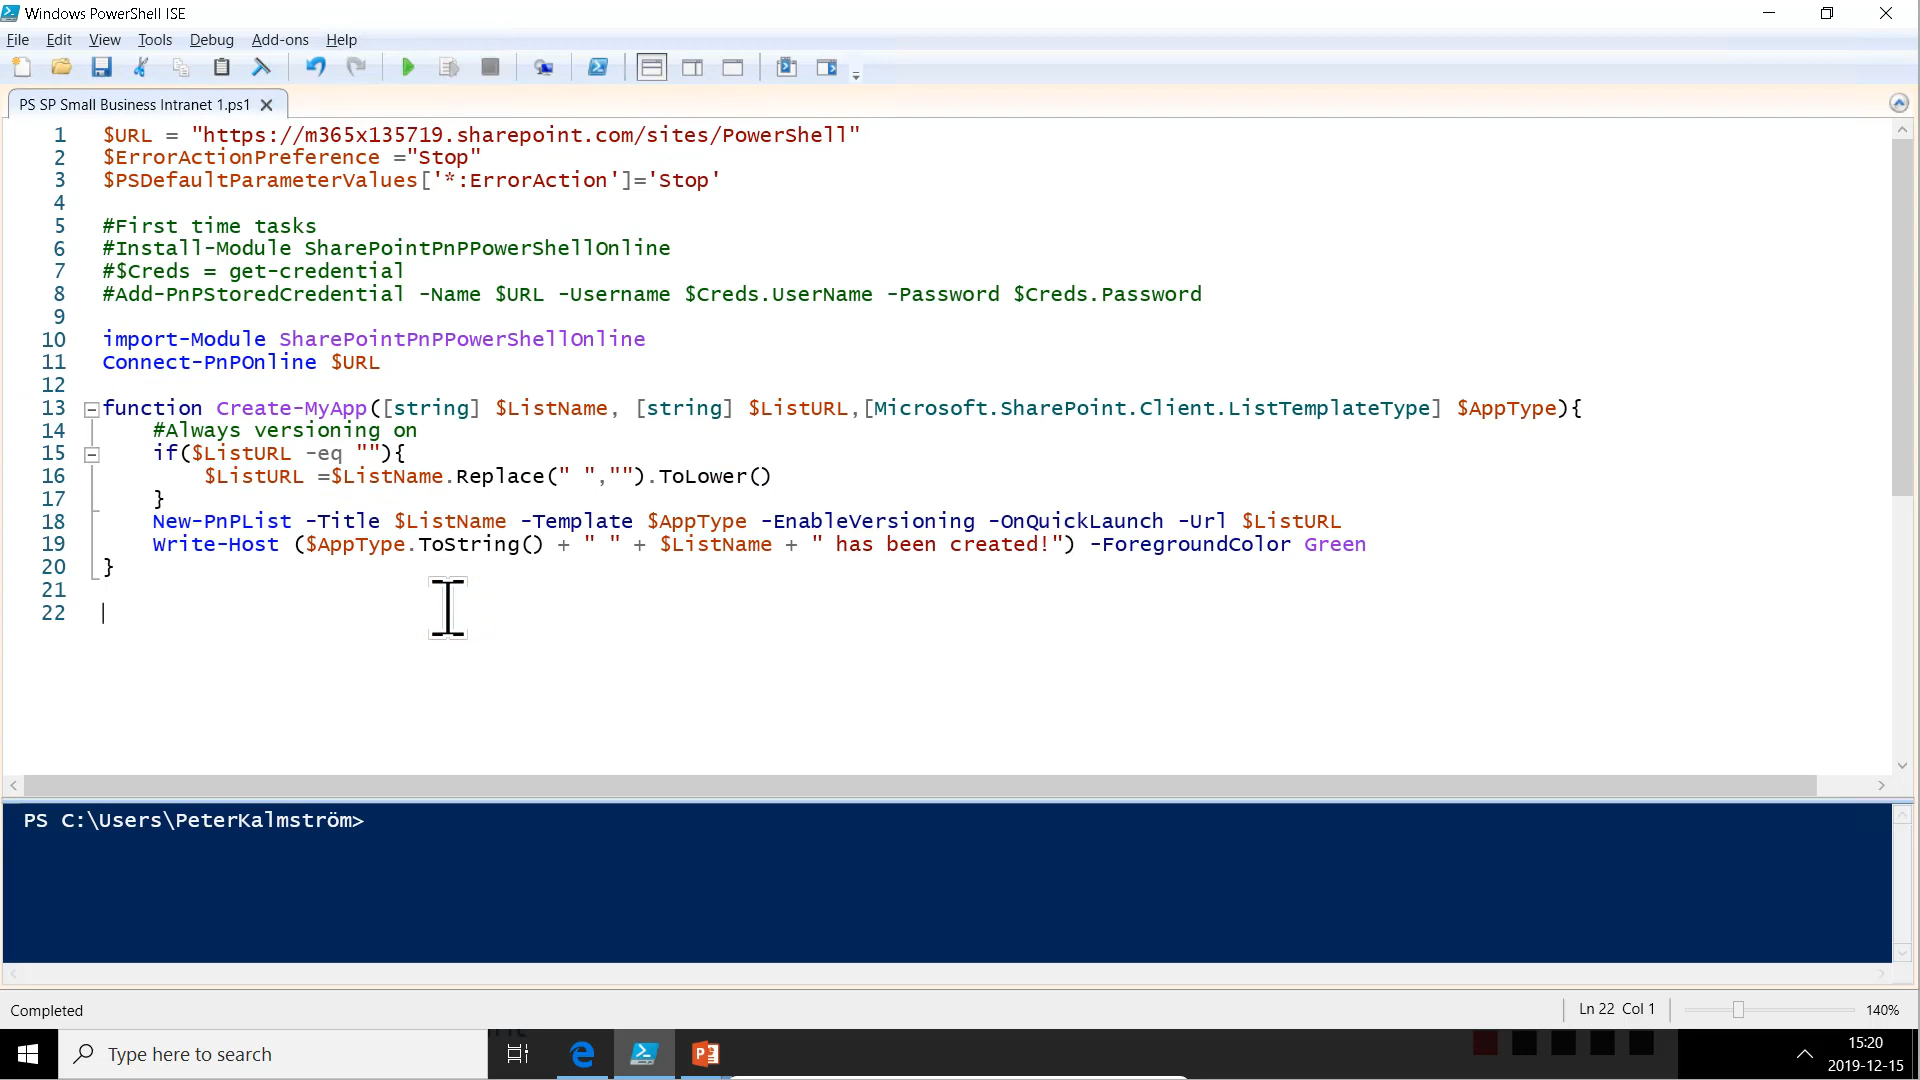 Windows PowerShell ISE
File Edit View Tools Debug Add-ons Help
PS SP Small Business Intranet 1.ps1
1 $URL = "https://m365x135719.sharepoint.com/sites/PowerShell"
2 $ErrorActionPreference ="Stop"
3 $PSDefaultParameterValues['*:ErrorAction']='Stop'
4
5 #First time tasks
6 #Install-Module SharePointPnPPowerShellOnline
7 #$Creds = get-credential
8 #Add-PnPStoredCredential -Name $URL -Username $Creds.UserName -Password $Creds.Password
9
10 import-Module SharePointPnPPowerShellOnline
11 Connect-PnPOnline $URL
12
13 function Create-MyApp([string] $ListName, [string] $ListURL,[Microsoft.SharePoint.Client.ListTemplateType] $AppType){
14 #Always versioning on
15 if($ListURL -eq ""){
16 $ListURL =$ListName.Replace(" ","").ToLower()
17 }
18 New-PnPList -Title $ListName -Template $AppType -EnableVersioning -OnQuickLaunch -Url $ListURL
19 Write-Host ($AppType.ToString() + " " + $ListName + " has been created!") -ForegroundColor Green
20 }
21
22
PS C:\Users\PeterKalmström>
Completed
Ln 22 Col 1
140%
Type here to search
15:20
2019-12-15